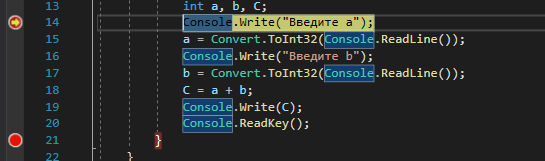 13 int a, b, C;
14 Console.Write("Введите a");
15 a = Convert.ToInt32(Console.ReadLine());
16 Console.Write("Введите b");
17 b = Convert.ToInt32(Console.ReadLine());
18 C = a + b;
19 Console.Write(C);
20 Console.ReadKey();
21 }
22 }